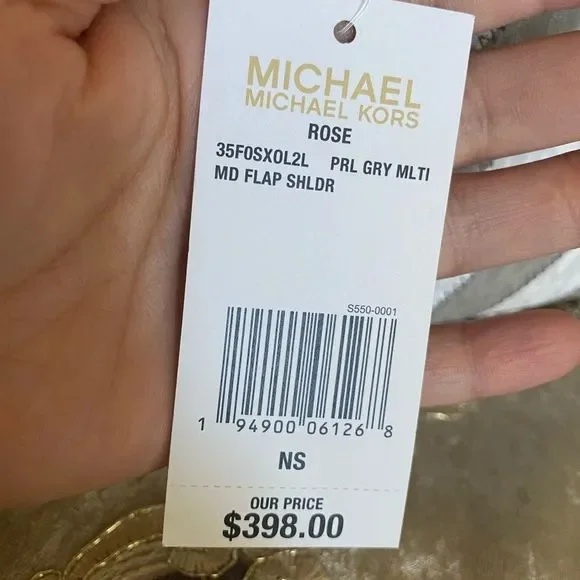 MICHAEL
MICHAEL KORS
ROSE
35F0SXOL2L PRL GRY MLTI
MD FLAP SHLDR
S550-0001
1 94900 06126 8
NS
OUR PRICE
$398.00